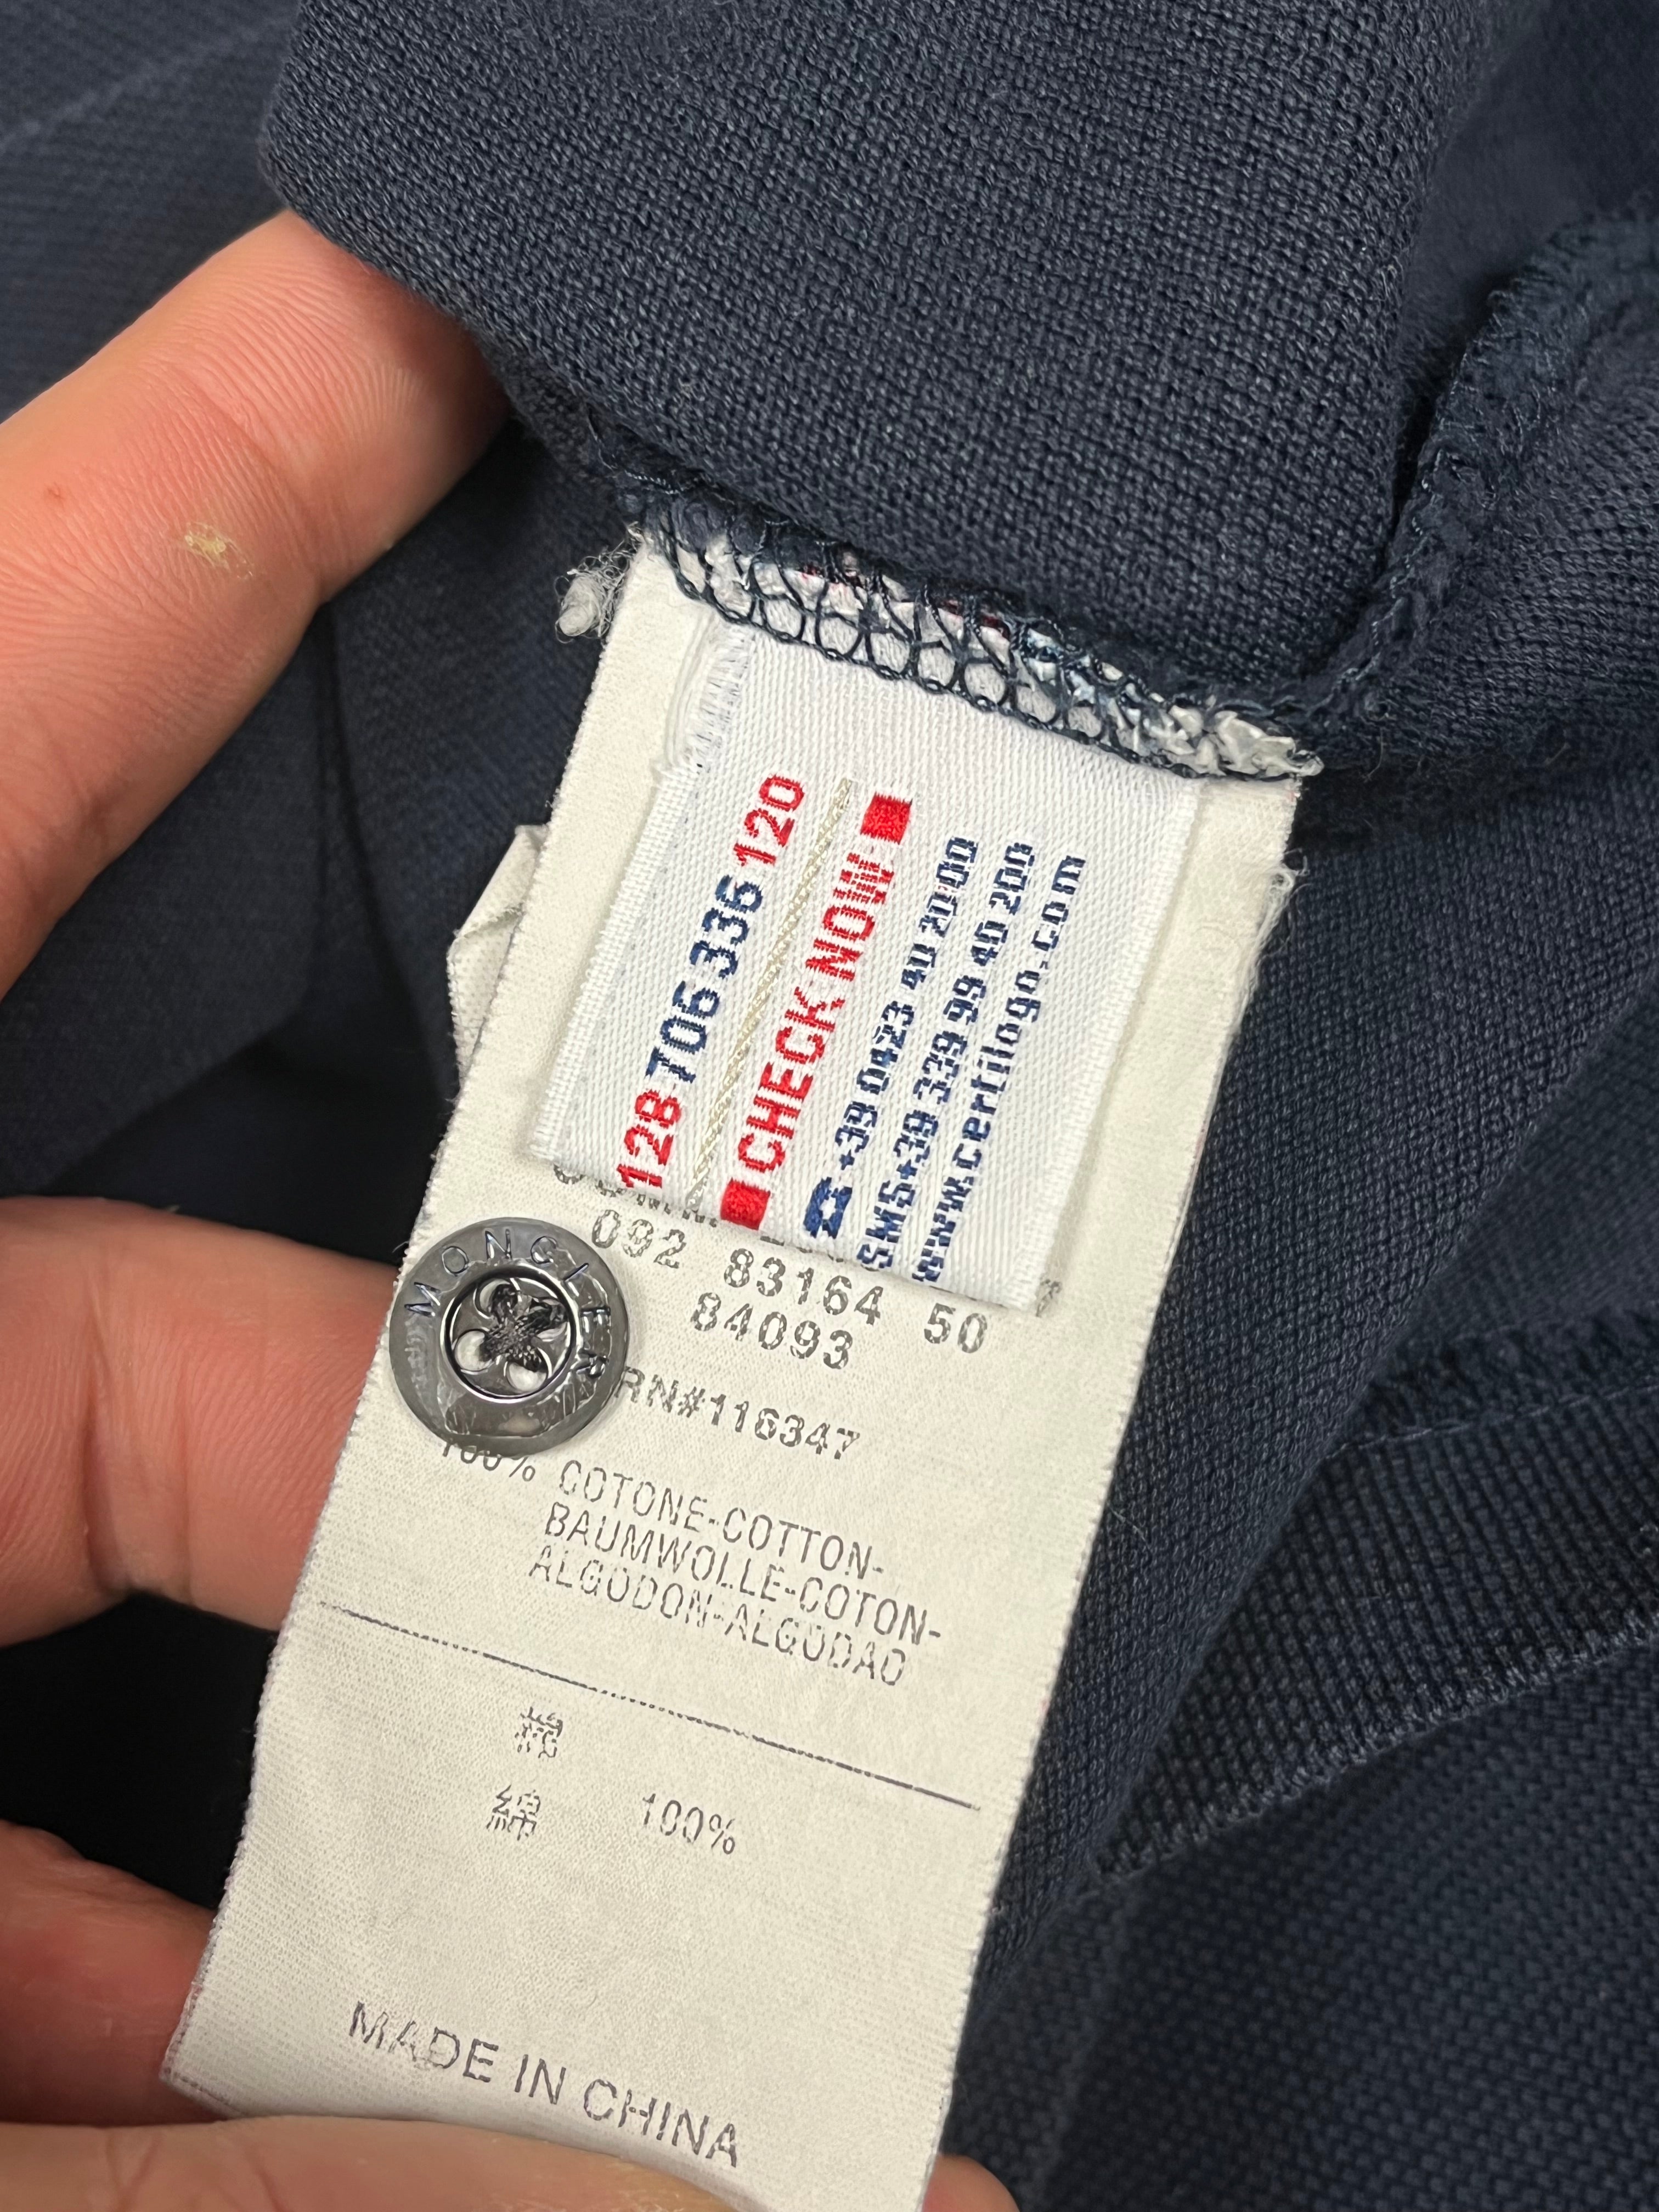 128 706 336 120
CHECK NOW
+39 0423 40 20 00
SMS+39 339 99 40 200
www.certilogo.com
092 83164 50
84093
MONCLER
RN#116347
100% COTONE-COTTON-
BAUMWOLLE-COTON-
ALGODON-ALGODAO
棉
綿 100%
MADE IN CHINA